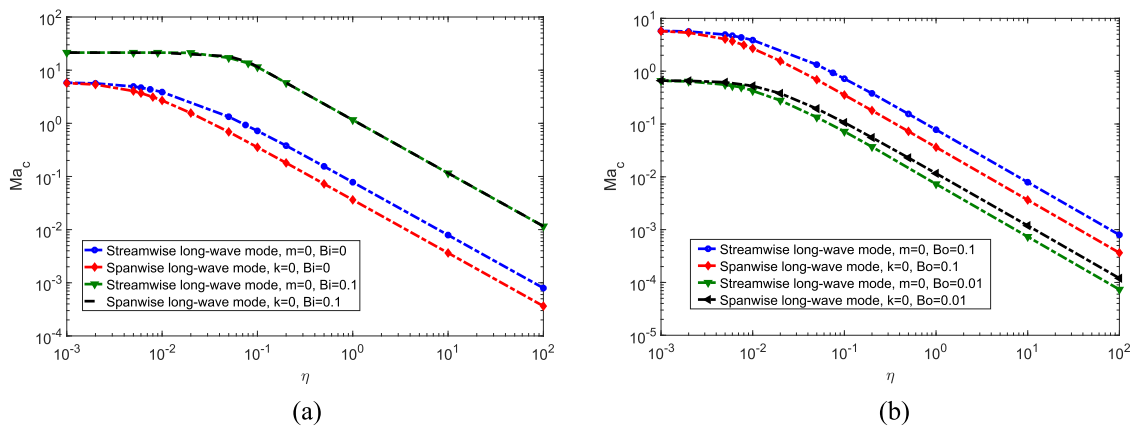 10^2
10^1
10^0
10^-1
10^-2
10^-3
10^-4
Ma_c
Streamwise long-wave mode, m=0, Bi=0
Spanwise long-wave mode, k=0, Bi=0
Streamwise long-wave mode, m=0, Bi=0.1
Spanwise long-wave mode, k=0, Bi=0.1
10^-3 10^-2 10^-1 10^0 10^1 10^2
η
(a)
10^1
10^0
10^-1
10^-2
10^-3
10^-4
10^-5
Ma_c
Streamwise long-wave mode, m=0, Bo=0.1
Spanwise long-wave mode, k=0, Bo=0.1
Streamwise long-wave mode, m=0, Bo=0.01
Spanwise long-wave mode, k=0, Bo=0.01
10^-3 10^-2 10^-1 10^0 10^1 10^2
η
(b)